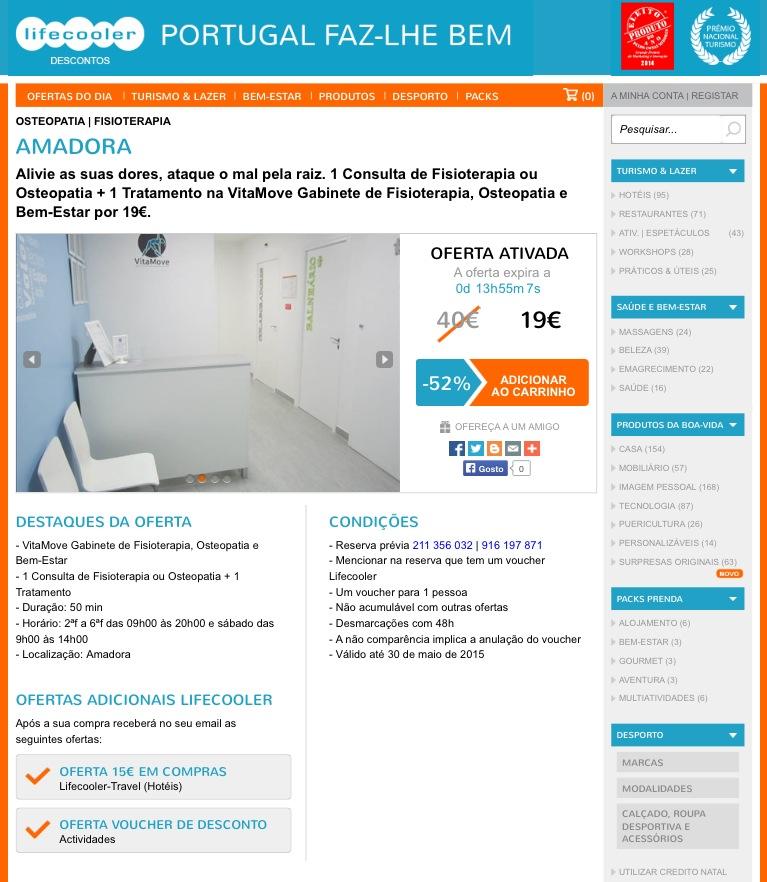 lifecooler
DESCONTOS
PORTUGAL FAZ-LHE BEM
ELEITO
PRODUTO
2014
PRÉMIO
NACIONAL
TURISMO
OFERTAS DO DIA | TURISMO & LAZER | BEM-ESTAR | PRODUTOS | DESPORTO | PACKS (0)
A MINHA CONTA | REGISTAR
OSTEOPATIA | FISIOTERAPIA
AMADORA
Alivie as suas dores, ataque o mal pela raiz. 1 Consulta de Fisioterapia ou
Osteopatia + 1 Tratamento na VitaMove Gabinete de Fisioterapia, Osteopatia e
Bem-Estar por 19€.
VitaMove
COLABORADORES
BALNEÁRIO
OFERTA ATIVADA
A oferta expira a
0d 13h55m7s
40€ 19€
-52%
ADICIONAR
AO CARRINHO
OFEREÇA A UM AMIGO
Gosto 0
DESTAQUES DA OFERTA
- VitaMove Gabinete de Fisioterapia, Osteopatia e
Bem-Estar
- 1 Consulta de Fisioterapia ou Osteopatia + 1
Tratamento
- Duração: 50 min
- Horário: 2ªf a 6ªf das 09h00 às 20h00 e sábado das
9h00 às 14h00
- Localização: Amadora
CONDIÇÕES
- Reserva prévia 211 356 032 | 916 197 871
- Mencionar na reserva que tem um voucher
Lifecooler
- Um voucher para 1 pessoa
- Não acumulável com outras ofertas
- Desmarcações com 48h
- A não comparência implica a anulação do voucher
- Válido até 30 de maio de 2015
OFERTAS ADICIONAIS LIFECOOLER
Após a sua compra receberá no seu email as
seguintes ofertas:
OFERTA 15€ EM COMPRAS
Lifecooler-Travel (Hotéis)
OFERTA VOUCHER DE DESCONTO
Actividades
Pesquisar...
TURISMO & LAZER
HOTÉIS (95)
RESTAURANTES (71)
ATIV. | ESPETÁCULOS (43)
WORKSHOPS (28)
PRÁTICOS & ÚTEIS (25)
SAÚDE E BEM-ESTAR
MASSAGENS (24)
BELEZA (39)
EMAGRECIMENTO (22)
SAÚDE (16)
PRODUTOS DA BOA-VIDA
CASA (154)
MOBILIÁRIO (57)
IMAGEM PESSOAL (168)
TECNOLOGIA (87)
PUERICULTURA (26)
PERSONALIZÁVEIS (14)
SURPRESAS ORIGINAIS (63)
NOVO
PACKS PRENDA
ALOJAMENTO (6)
BEM-ESTAR (3)
GOURMET (3)
AVENTURA (3)
MULTIATIVIDADES (6)
DESPORTO
MARCAS
MODALIDADES
CALÇADO, ROUPA
DESPORTIVA E
ACESSÓRIOS
UTILIZAR CREDITO NATAL